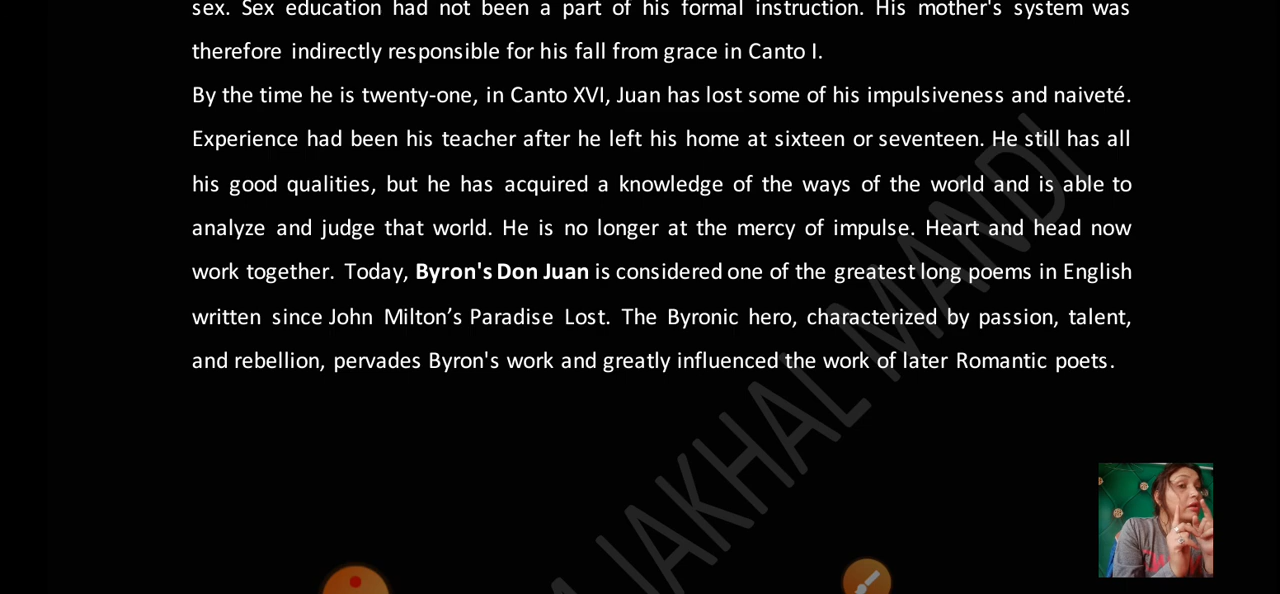 sex. Sex education had not been a part of his formal instruction. His mother's system was
therefore indirectly responsible for his fall from grace in Canto I.
By the time he is twenty-one, in Canto XVI, Juan has lost some of his impulsiveness and naiveté.
Experience had been his teacher after he left his home at sixteen or seventeen. He still has all
his good qualities, but he has acquired a knowledge of the ways of the world and is able to
analyze and judge that world. He is no longer at the mercy of impulse. Heart and head now
work together. Today, Byron's Don Juan is considered one of the greatest long poems in English
written since John Milton’s Paradise Lost. The Byronic hero, characterized by passion, talent,
and rebellion, pervades Byron's work and greatly influenced the work of later Romantic poets.
JAKHAL MANDI